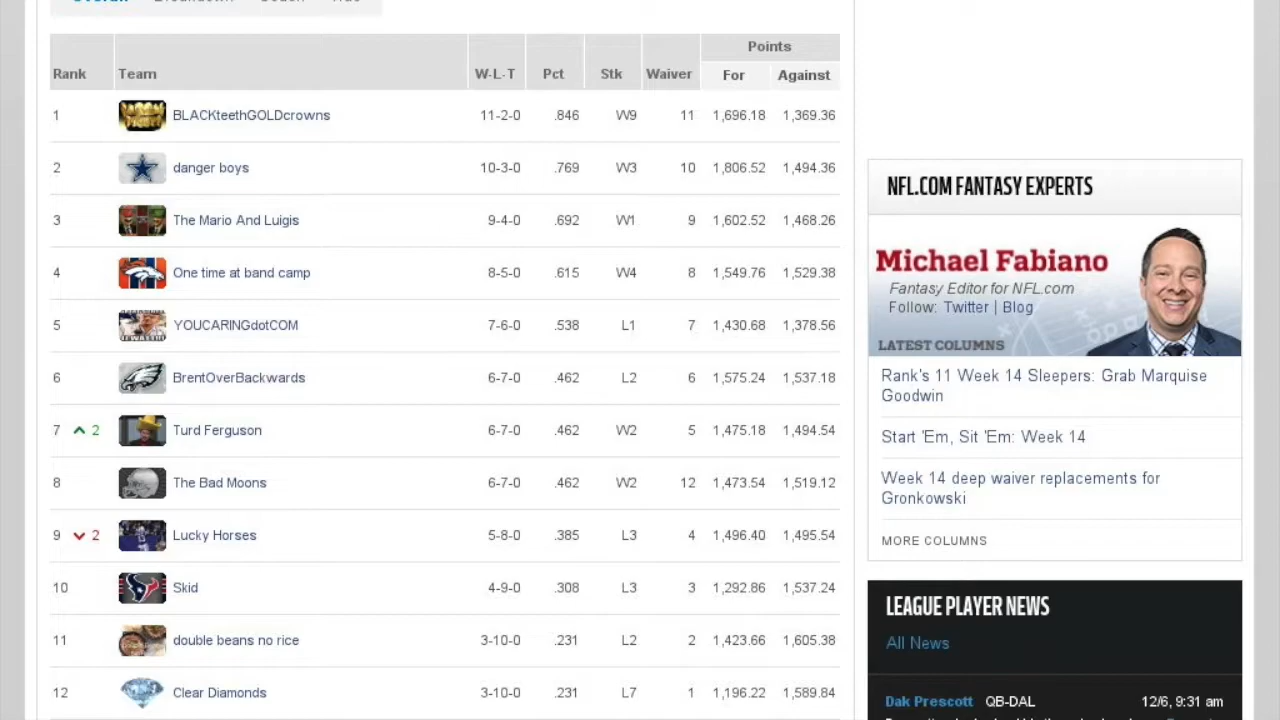 Points
Rank Team W-L-T Pct Stk Waiver For Against
1 BLACKteethGOLDcrowns 11-2-0 .846 W9 11 1,696.18 1,369.36
2 danger boys 10-3-0 .769 W3 10 1,806.52 1,494.36
3 The Mario And Luigis 9-4-0 .692 W1 9 1,602.52 1,468.26
4 One time at band camp 8-5-0 .615 W4 8 1,549.76 1,529.38
5 YOUCARINGdotCOM 7-6-0 .538 L1 7 1,430.68 1,378.56
6 BrentOverBackwards 6-7-0 .462 L2 6 1,575.24 1,537.18
7 2 Turd Ferguson 6-7-0 .462 W2 5 1,475.18 1,494.54
8 The Bad Moons 6-7-0 .462 W2 12 1,473.54 1,519.12
9 2 Lucky Horses 5-8-0 .385 L3 4 1,496.40 1,495.54
10 Skid 4-9-0 .308 L3 3 1,292.86 1,537.24
11 double beans no rice 3-10-0 .231 L2 2 1,423.66 1,605.38
12 Clear Diamonds 3-10-0 .231 L7 1 1,196.22 1,589.84
NFL.COM FANTASY EXPERTS
Michael Fabiano
Fantasy Editor for NFL.com
Follow: Twitter | Blog
LATEST COLUMNS
Rank's 11 Week 14 Sleepers: Grab Marquise
Goodwin
Start 'Em, Sit 'Em: Week 14
Week 14 deep waiver replacements for
Gronkowski
MORE COLUMNS
LEAGUE PLAYER NEWS
All News
Dak Prescott QB-DAL 12/6, 9:31 am